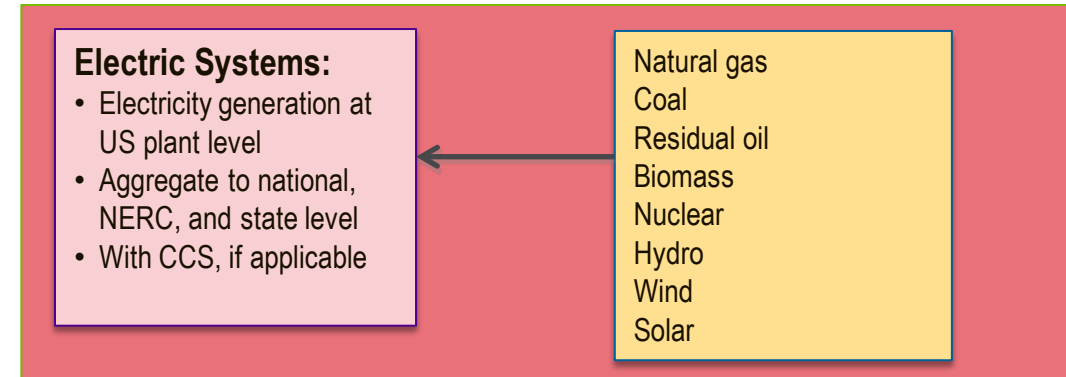 Electric Systems:
• Electricity generation at
US plant level
• Aggregate to national,
NERC, and state level
• With CCS, if applicable
Natural gas
Coal
Residual oil
Biomass
Nuclear
Hydro
Wind
Solar